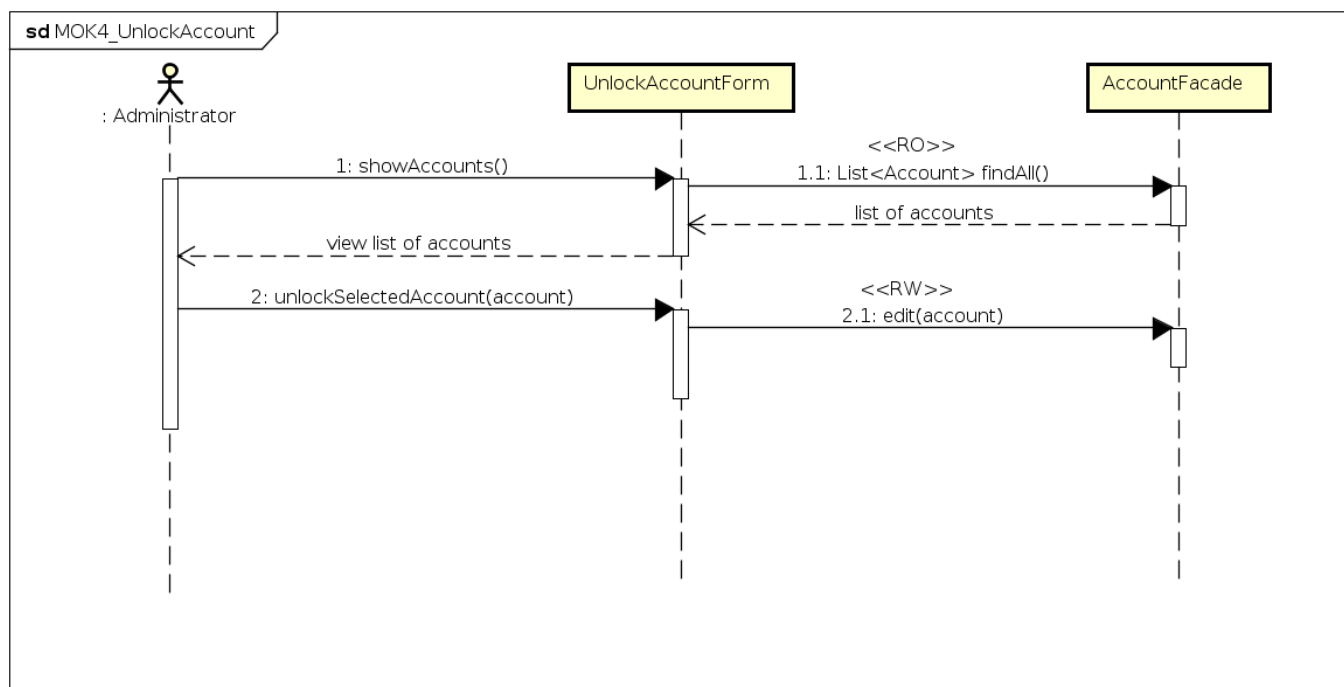 sd MOK4_UnlockAccount
: Administrator
UnlockAccountForm
AccountFacade
1: showAccounts()
<<RO>>
1.1: List<Account> findAll()
list of accounts
view list of accounts
2: unlockSelectedAccount(account)
<<RW>>
2.1: edit(account)